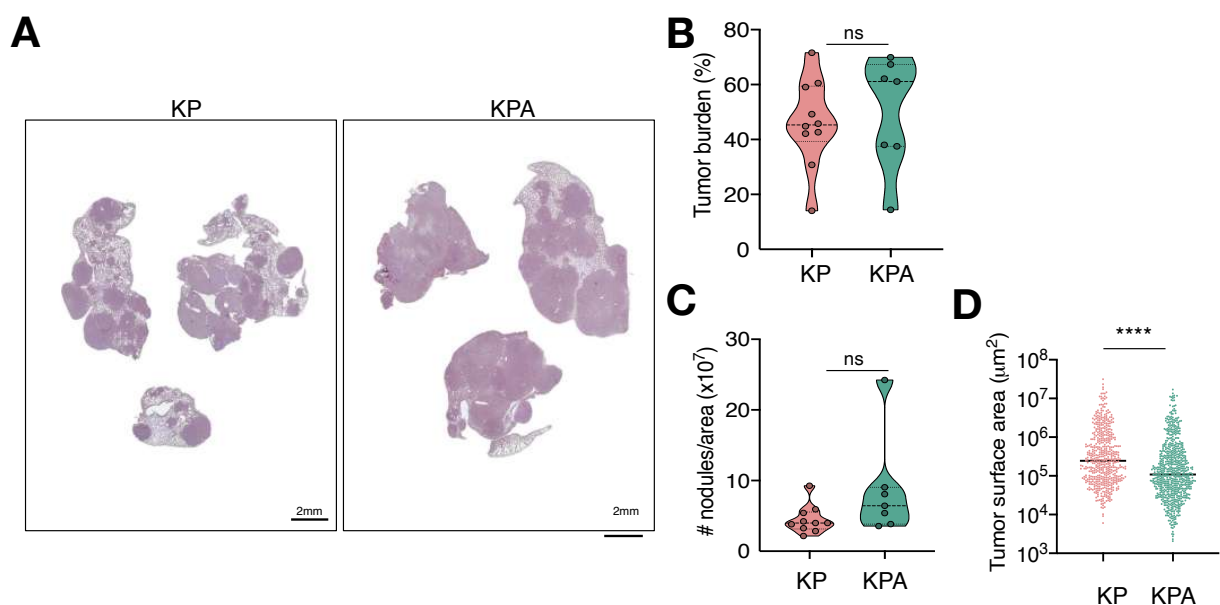 A
KP
KPA
2mm
2mm
B
Tumor burden (%)
80
60
40
20
0
ns
KP
KPA
C
# nodules/area (x10⁷)
30
20
10
0
ns
KP
KPA
D
Tumor surface area (μm²)
10⁸
10⁷
10⁶
10⁵
10⁴
10³
****
KP
KPA